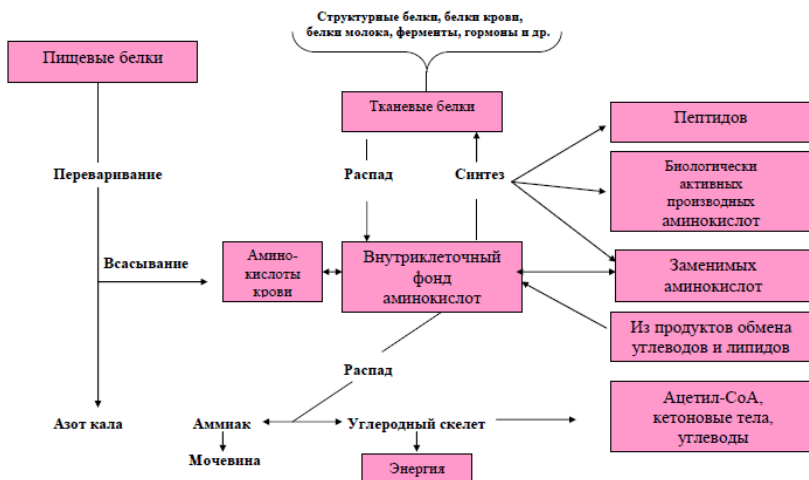 Структурные белки, белки крови,
белки молока, ферменты, гормоны и др.
Пищевые белки
Тканевые белки
Пептидов
Переваривание
Распад
Синтез
Биологически
активных
производных
аминокислот
Всасывание
Амино-
кислоты
крови
Внутриклеточный
фонд
аминокислот
Заменимых
аминокислот
Из продуктов обмена
углеводов и липидов
Распад
Азот кала
Аммиак
Углеродный скелет
Ацетил-СоА,
кетоновые тела,
углеводы
Мочевина
Энергия